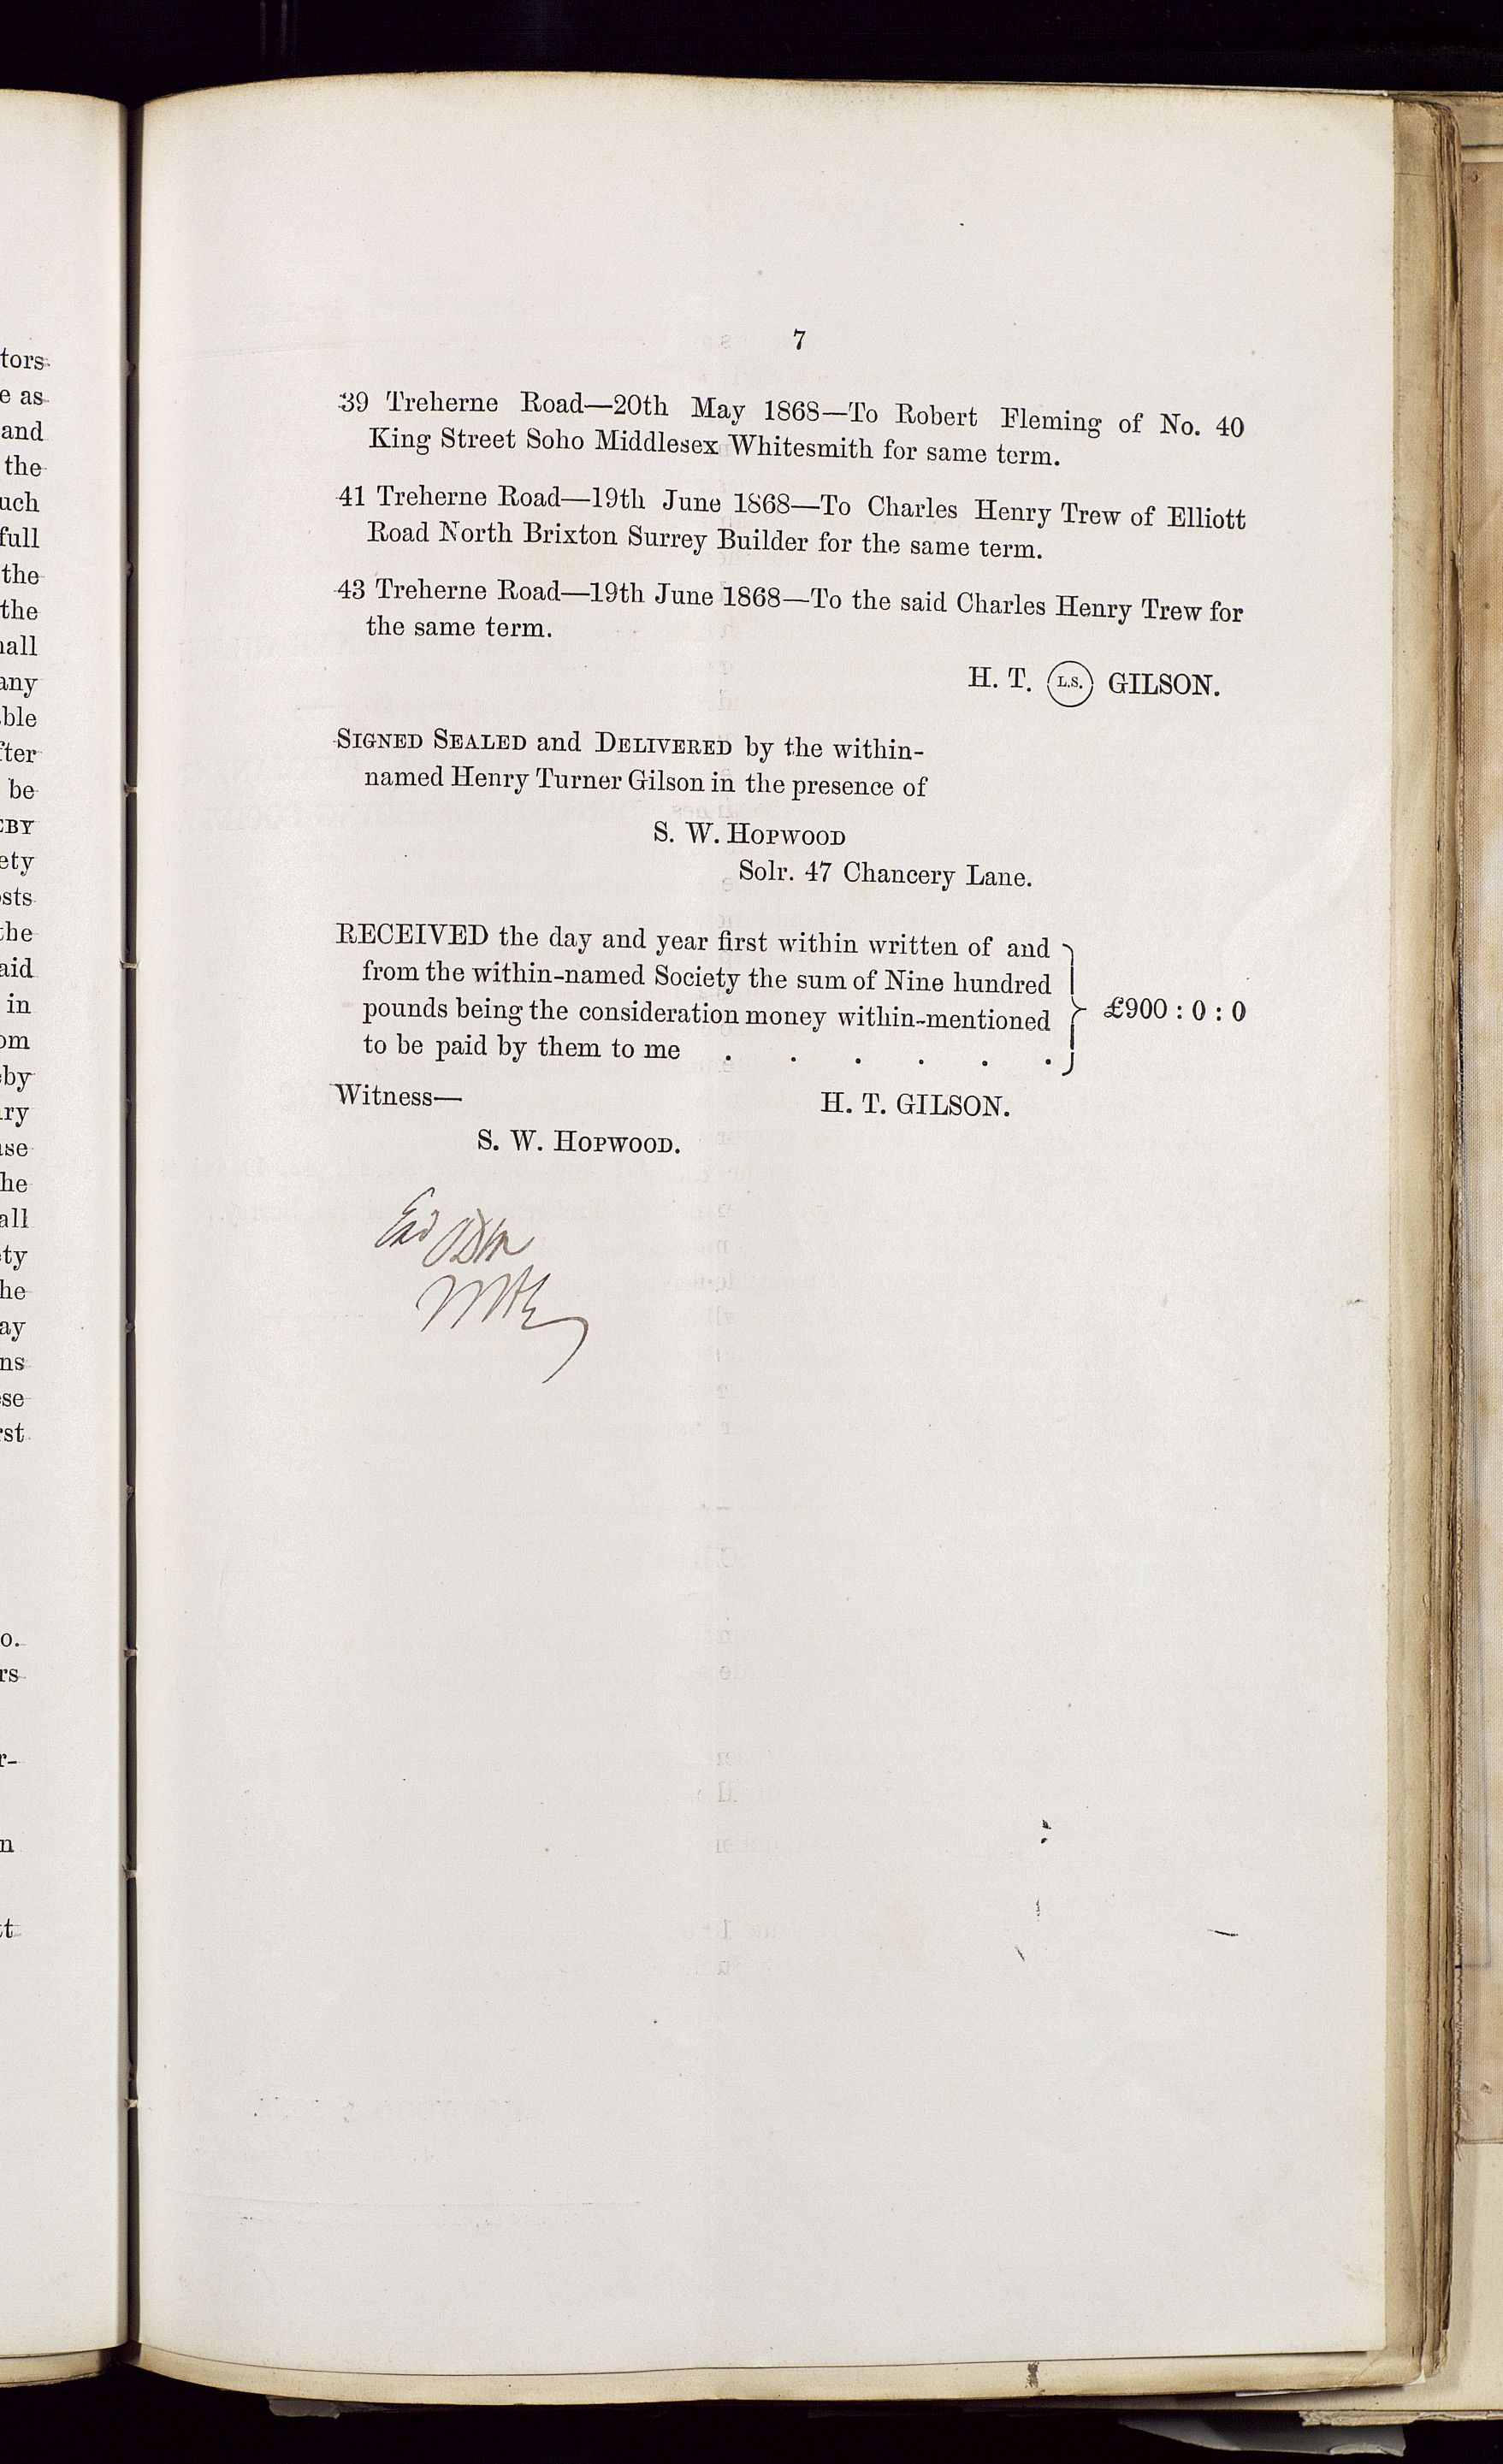 7
39 Treherne Road—20th May 1868—To Robert Fleming of No. 40
King Street Soho Middlesex Whitesmith for same term.
41 Treherne Road—19th June 1868—To Charles Henry Trew of Elliott
Road North Brixton Surrey Builder for the same term.
43 Treherne Road—19th June 1868—To the said Charles Henry Trew for
the same term.
H. T. L.S. GILSON.
SIGNED SEALED and DELIVERED by the within-
named Henry Turner Gilson in the presence of
S. W. HOPWOOD
Solr. 47 Chancery Lane.
RECEIVED the day and year first within written of and
from the within-named Society the sum of Nine hundred
pounds being the consideration money within-mentioned
to be paid by them to me . . . . . .
£900 : 0 : 0
Witness—
H. T. GILSON.
S. W. HOPWOOD.